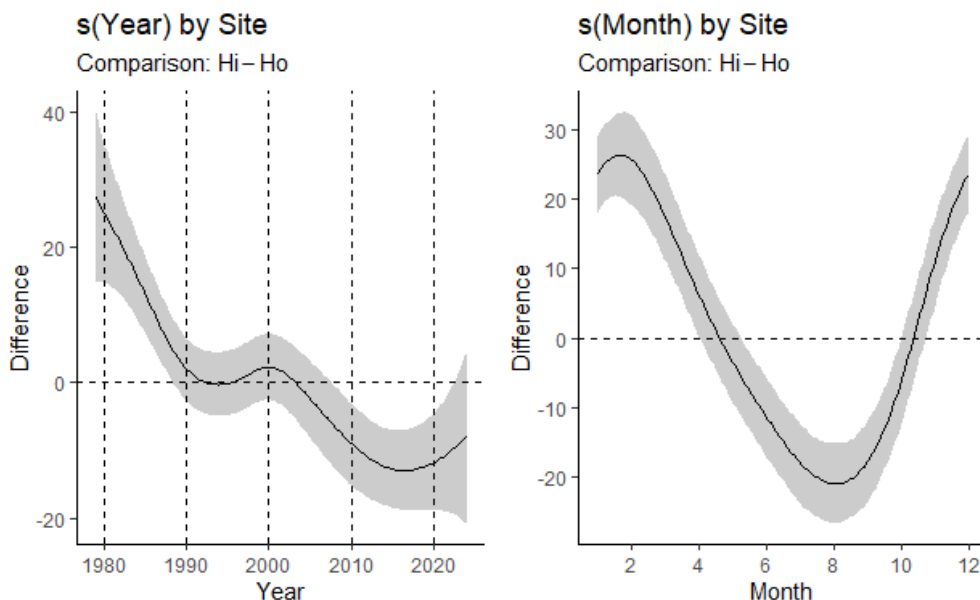 s(Year) by Site
Comparison: Hi – Ho
Difference
40
20
0
-20
1980 1990 2000 2010 2020
Year
s(Month) by Site
Comparison: Hi – Ho
Difference
30
20
10
0
-10
-20
2 4 6 8 10 12
Month